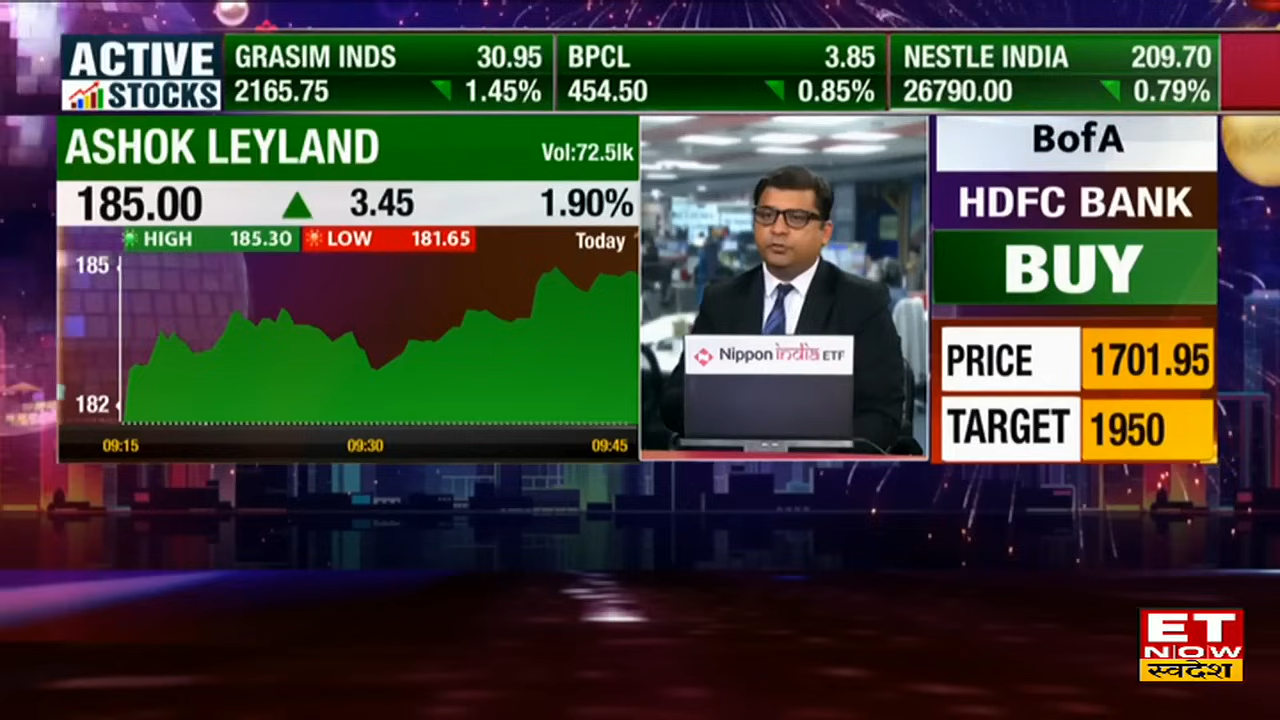 ACTIVE STOCKS
GRASIM INDS 30.95
2165.75 1.45%
BPCL 3.85
454.50 0.85%
NESTLE INDIA 209.70
26790.00 0.79%
ASHOK LEYLAND Vol:72.5lk
185.00 3.45 1.90%
HIGH 185.30 LOW 181.65 Today
185
182
09:15 09:30 09:45
Nippon india ETF
BofA
HDFC BANK
BUY
PRICE 1701.95
TARGET 1950
ET
NOW
स्वदेश